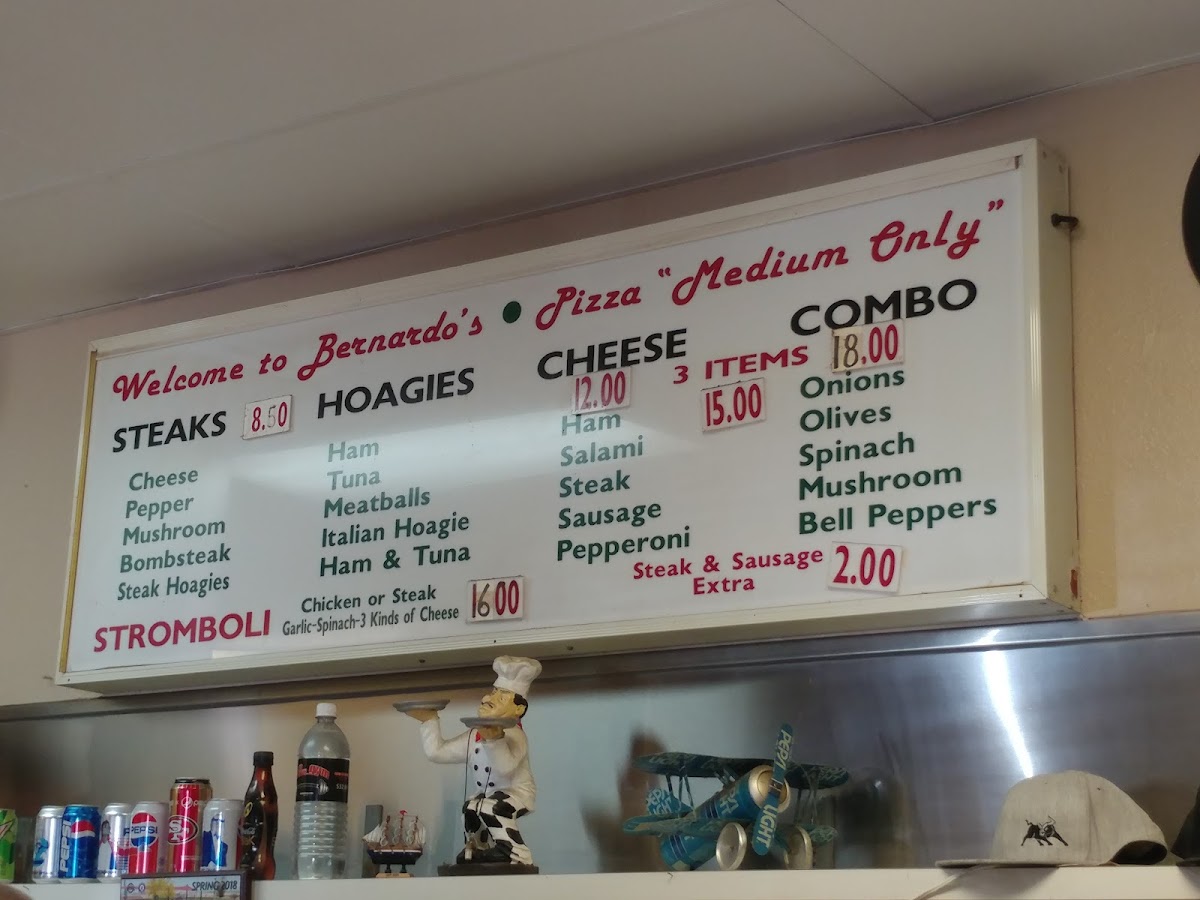 Welcome to Bernardo's • Pizza "Medium Only"
STEAKS 8.50
Cheese
Pepper
Mushroom
Bombsteak
Steak Hoagies
HOAGIES
Ham
Tuna
Meatballs
Italian Hoagie
Ham & Tuna
CHEESE
12.00
Ham
Salami
Steak
Sausage
Pepperoni
3 ITEMS
15.00
COMBO
18.00
Onions
Olives
Spinach
Mushroom
Bell Peppers
Steak & Sausage
Extra
2.00
STROMBOLI
Chicken or Steak
Garlic-Spinach-3 Kinds of Cheese
16.00
PEPSI
PEPSI
SPRING 2018
PEPSI
LIGHT